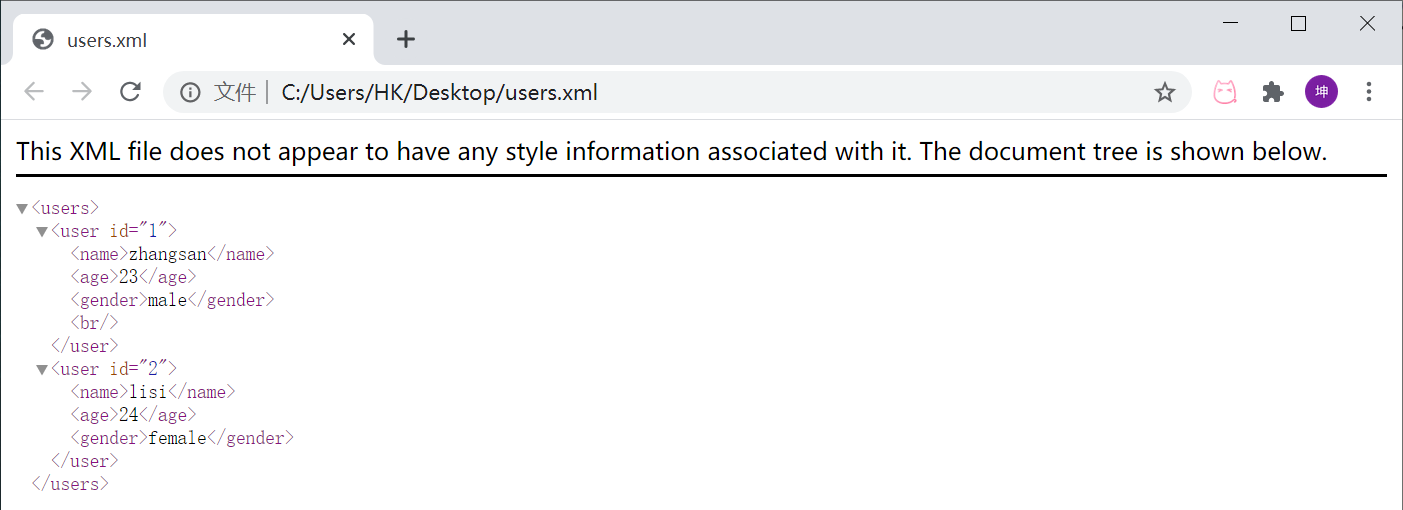 users.xml
文件 C:/Users/HK/Desktop/users.xml 坤
This XML file does not appear to have any style information associated with it. The document tree is shown below.
<users>
<user id="1">
<name>zhangsan</name>
<age>23</age>
<gender>male</gender>
<br/>
</user>
<user id="2">
<name>lisi</name>
<age>24</age>
<gender>female</gender>
</user>
</users>